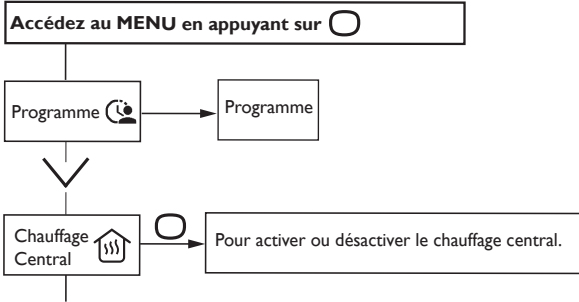 Accédez au MENU en appuyant sur
Programme
Programme
Chauffage
Central
Pour activer ou désactiver le chauffage central.